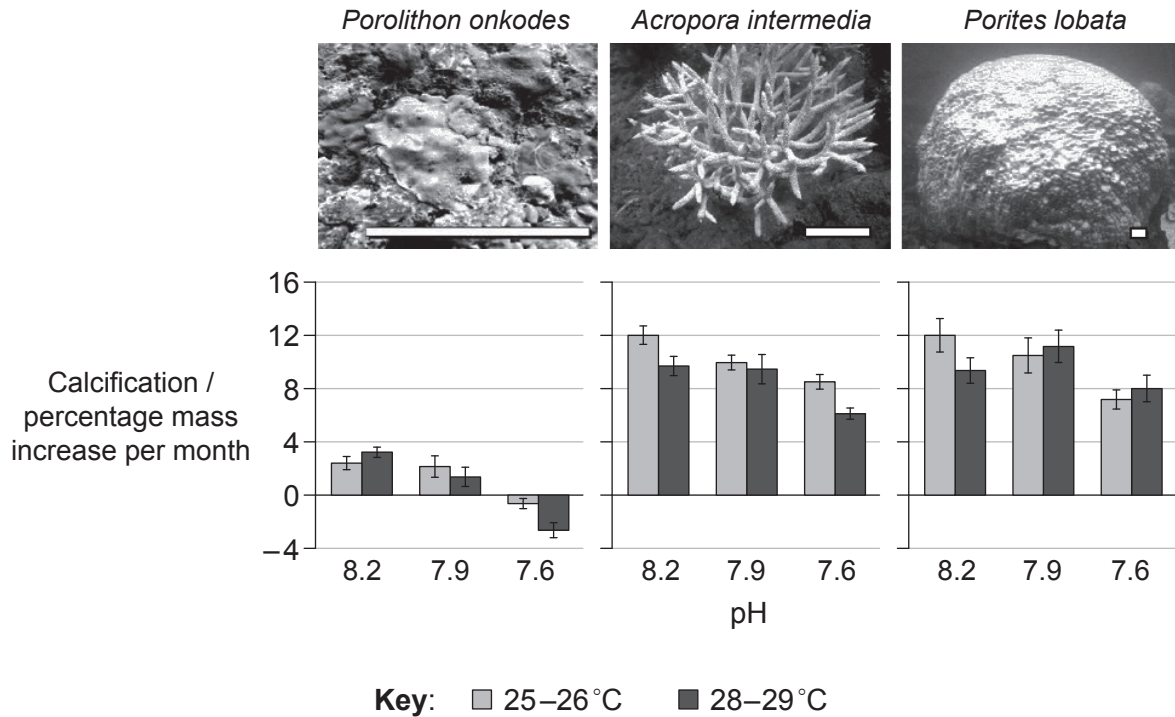 Porolithon onkodes
Acropora intermedia
Porites lobata
Calcification /
percentage mass
increase per month
16
12
8
4
0
–4
8.2 7.9 7.6
8.2 7.9 7.6
8.2 7.9 7.6
pH
Key: 25–26 °C 28–29 °C